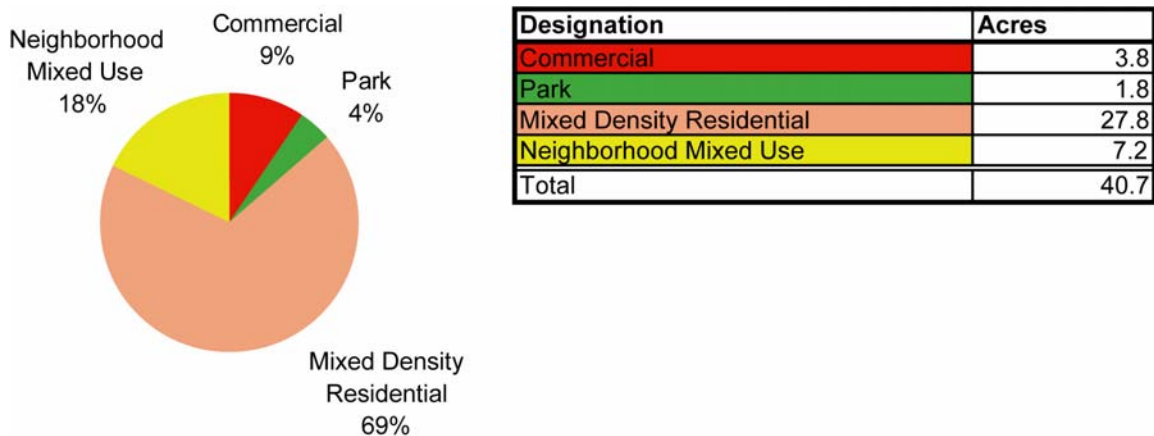 Commercial
9%
Neighborhood
Mixed Use
18%
Park
4%
Mixed Density
Residential
69%
Designation Acres
Commercial 3.8
Park 1.8
Mixed Density Residential 27.8
Neighborhood Mixed Use 7.2
Total 40.7